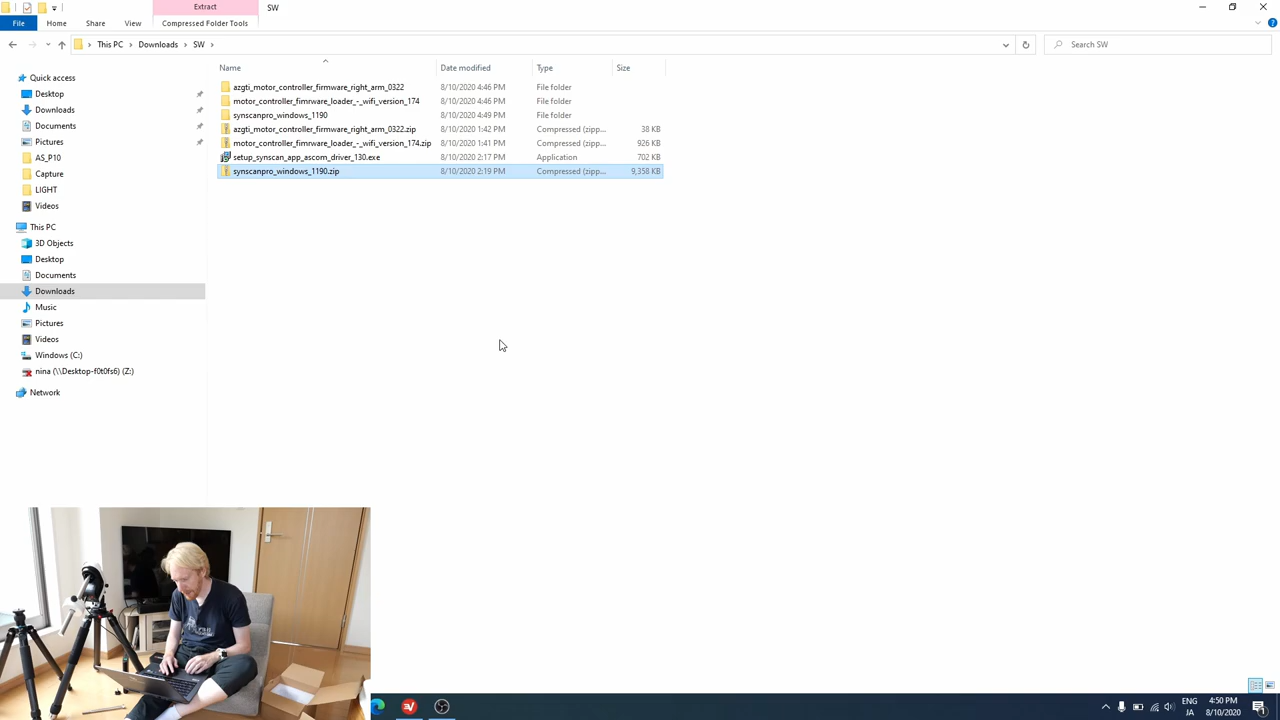 Extract
SW
File
Home
Share
View
Compressed Folder Tools
This PC
Downloads
SW
Search SW
Name
Date modified
Type
Size
Quick access
Desktop
Downloads
Documents
Pictures
AS_P10
Capture
LIGHT
Videos
This PC
3D Objects
Desktop
Documents
Downloads
Music
Pictures
Videos
Windows (C:)
nina (\\Desktop-f0t0fs6) (Z:)
Network
azgti_motor_controller_firmware_right_arm_0322 8/10/2020 4:46 PM File folder
motor_controller_fimrware_loader_-_wifi_version_174 8/10/2020 4:46 PM File folder
synscanpro_windows_1190 8/10/2020 4:49 PM File folder
azgti_motor_controller_firmware_right_arm_0322.zip 8/10/2020 1:42 PM Compressed (zipp... 38 KB
motor_controller_fimrware_loader_-_wifi_version_174.zip 8/10/2020 1:41 PM Compressed (zipp... 926 KB
setup_synscan_app_ascom_driver_130.exe 8/10/2020 2:17 PM Application 702 KB
synscanpro_windows_1190.zip 8/10/2020 2:19 PM Compressed (zipp... 9,358 KB
ENG
JA
4:50 PM
8/10/2020